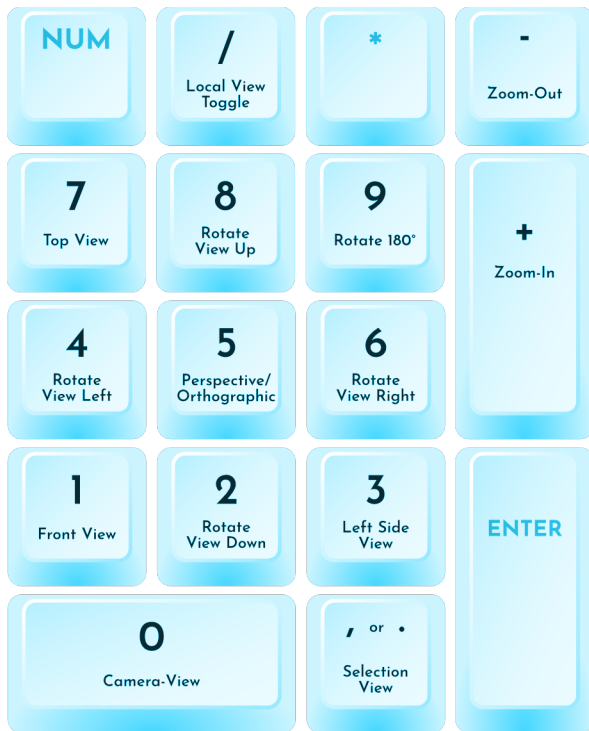 NUM
/
Local View
Toggle
*
-
Zoom-Out
7
Top View
8
Rotate
View Up
9
Rotate 180°
+
Zoom-In
4
Rotate
View Left
5
Perspective/
Orthographic
6
Rotate
View Right
1
Front View
2
Rotate
View Down
3
Left Side
View
ENTER
0
Camera-View
, or .
Selection
View